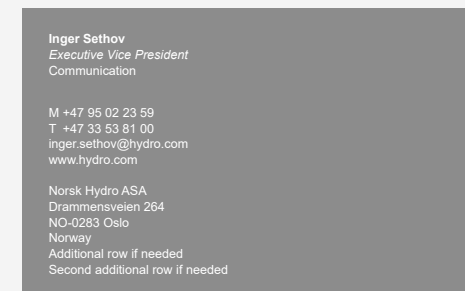 Inger Sethov
Executive Vice President
Communication
M +47 95 02 23 59
T +47 33 53 81 00
inger.sethov@hydro.com
www.hydro.com
Norsk Hydro ASA
Drammensveien 264
NO-0283 Oslo
Norway
Additional row if needed
Second additional row if needed